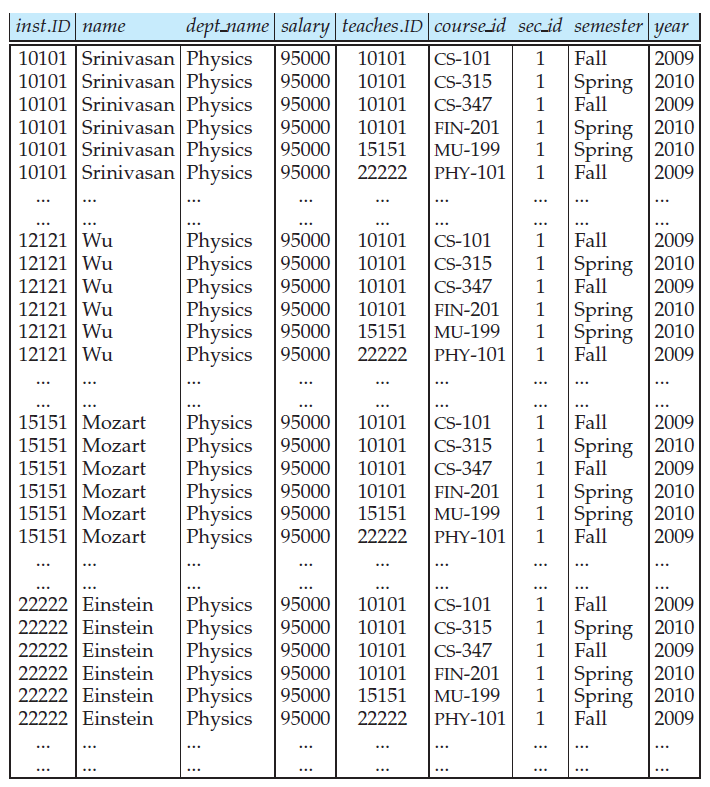 inst.ID name dept_name salary teaches.ID course_id sec_id semester year
10101 Srinivasan Physics 95000 10101 CS-101 1 Fall 2009
10101 Srinivasan Physics 95000 10101 CS-315 1 Spring 2010
10101 Srinivasan Physics 95000 10101 CS-347 1 Fall 2009
10101 Srinivasan Physics 95000 10101 FIN-201 1 Spring 2010
10101 Srinivasan Physics 95000 15151 MU-199 1 Spring 2010
10101 Srinivasan Physics 95000 22222 PHY-101 1 Fall 2009
... ... ... ... ... ... ... ... ...
... ... ... ... ... ... ... ... ...
12121 Wu Physics 95000 10101 CS-101 1 Fall 2009
12121 Wu Physics 95000 10101 CS-315 1 Spring 2010
12121 Wu Physics 95000 10101 CS-347 1 Fall 2009
12121 Wu Physics 95000 10101 FIN-201 1 Spring 2010
12121 Wu Physics 95000 15151 MU-199 1 Spring 2010
12121 Wu Physics 95000 22222 PHY-101 1 Fall 2009
... ... ... ... ... ... ... ... ...
... ... ... ... ... ... ... ... ...
15151 Mozart Physics 95000 10101 CS-101 1 Fall 2009
15151 Mozart Physics 95000 10101 CS-315 1 Spring 2010
15151 Mozart Physics 95000 10101 CS-347 1 Fall 2009
15151 Mozart Physics 95000 10101 FIN-201 1 Spring 2010
15151 Mozart Physics 95000 15151 MU-199 1 Spring 2010
15151 Mozart Physics 95000 22222 PHY-101 1 Fall 2009
... ... ... ... ... ... ... ... ...
... ... ... ... ... ... ... ... ...
22222 Einstein Physics 95000 10101 CS-101 1 Fall 2009
22222 Einstein Physics 95000 10101 CS-315 1 Spring 2010
22222 Einstein Physics 95000 10101 CS-347 1 Fall 2009
22222 Einstein Physics 95000 10101 FIN-201 1 Spring 2010
22222 Einstein Physics 95000 15151 MU-199 1 Spring 2010
22222 Einstein Physics 95000 22222 PHY-101 1 Fall 2009
... ... ... ... ... ... ... ... ...
... ... ... ... ... ... ... ... ...